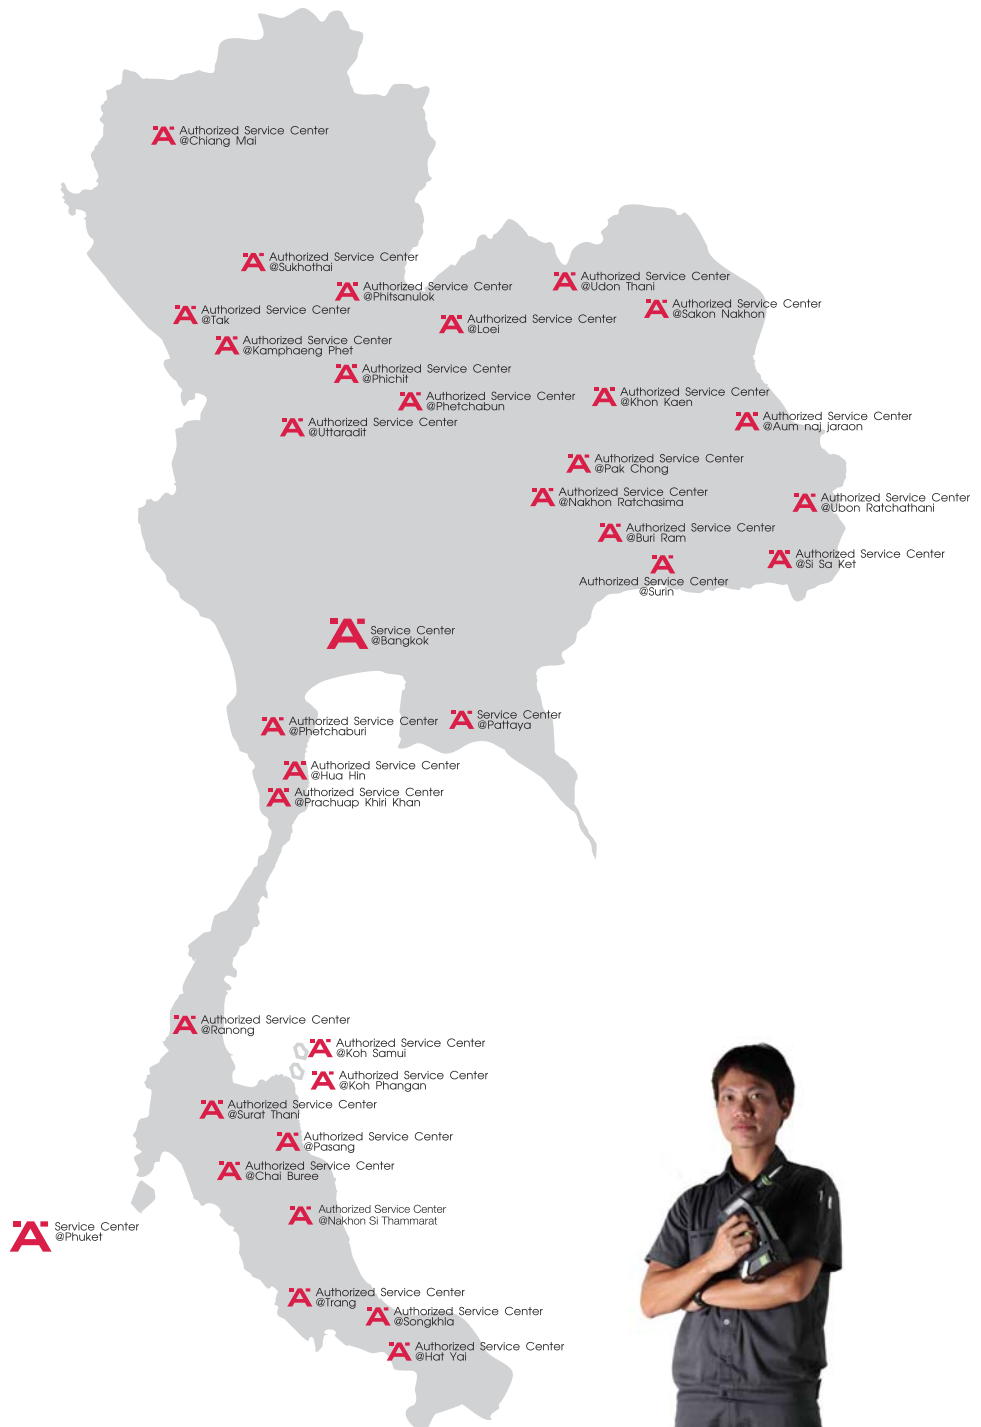 Authorized Service Center
@Chiang Mai
Authorized Service Center
@Sukhothai
Authorized Service Center
@Phitsanulok
Authorized Service Center
@Udon Thani
Authorized Service Center
@Sakon Nakhon
Authorized Service Center
@Tak
Authorized Service Center
@Loei
Authorized Service Center
@Kamphaeng Phet
Authorized Service Center
@Phichit
Authorized Service Center
@Phetchabun
Authorized Service Center
@Khon Kaen
Authorized Service Center
@Uttaradit
Authorized Service Center
@Aum naj jaraon
Authorized Service Center
@Pak Chong
Authorized Service Center
@Nakhon Ratchasima
Authorized Service Center
@Ubon Ratchathani
Authorized Service Center
@Buri Ram
Authorized Service Center
@Si Sa Ket
Authorized Service Center
@Surin
Service Center
@Bangkok
Authorized Service Center
@Phetchaburi
Service Center
@Pattaya
Authorized Service Center
@Hua Hin
Authorized Service Center
@Prachuap Khiri Khan
Authorized Service Center
@Ranong
Authorized Service Center
@Koh Samui
Authorized Service Center
@Koh Phangan
Authorized Service Center
@Surat Thani
Authorized Service Center
@Pasang
Authorized Service Center
@Chai Buree
Authorized Service Center
@Nakhon Si Thammarat
Service Center
@Phuket
Authorized Service Center
@Trang
Authorized Service Center
@Songkhla
Authorized Service Center
@Hat Yai